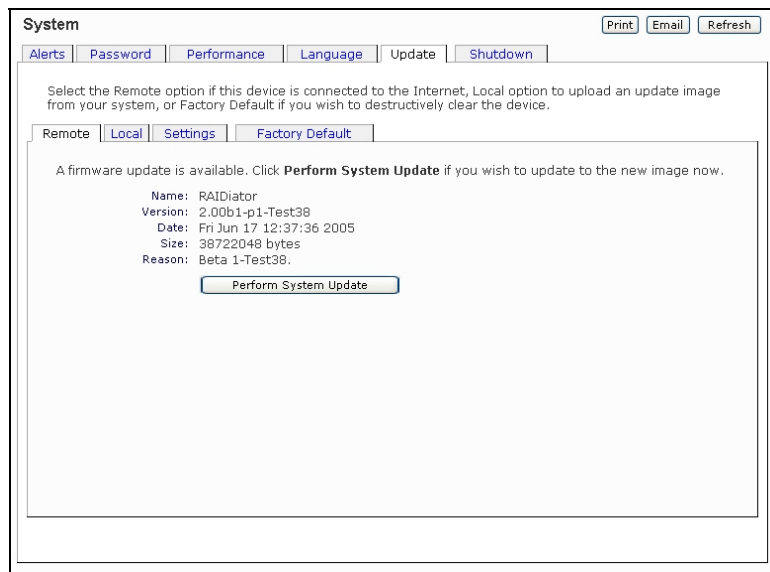 System
Print Email Refresh
Alerts Password Performance Language Update Shutdown
Select the Remote option if this device is connected to the Internet, Local option to upload an update image
from your system, or Factory Default if you wish to destructively clear the device.
Remote Local Settings Factory Default
A firmware update is available. Click Perform System Update if you wish to update to the new image now.
Name: RAIDiator
Version: 2.00b1-p1-Test38
Date: Fri Jun 17 12:37:36 2005
Size: 38722048 bytes
Reason: Beta 1-Test38.
Perform System Update